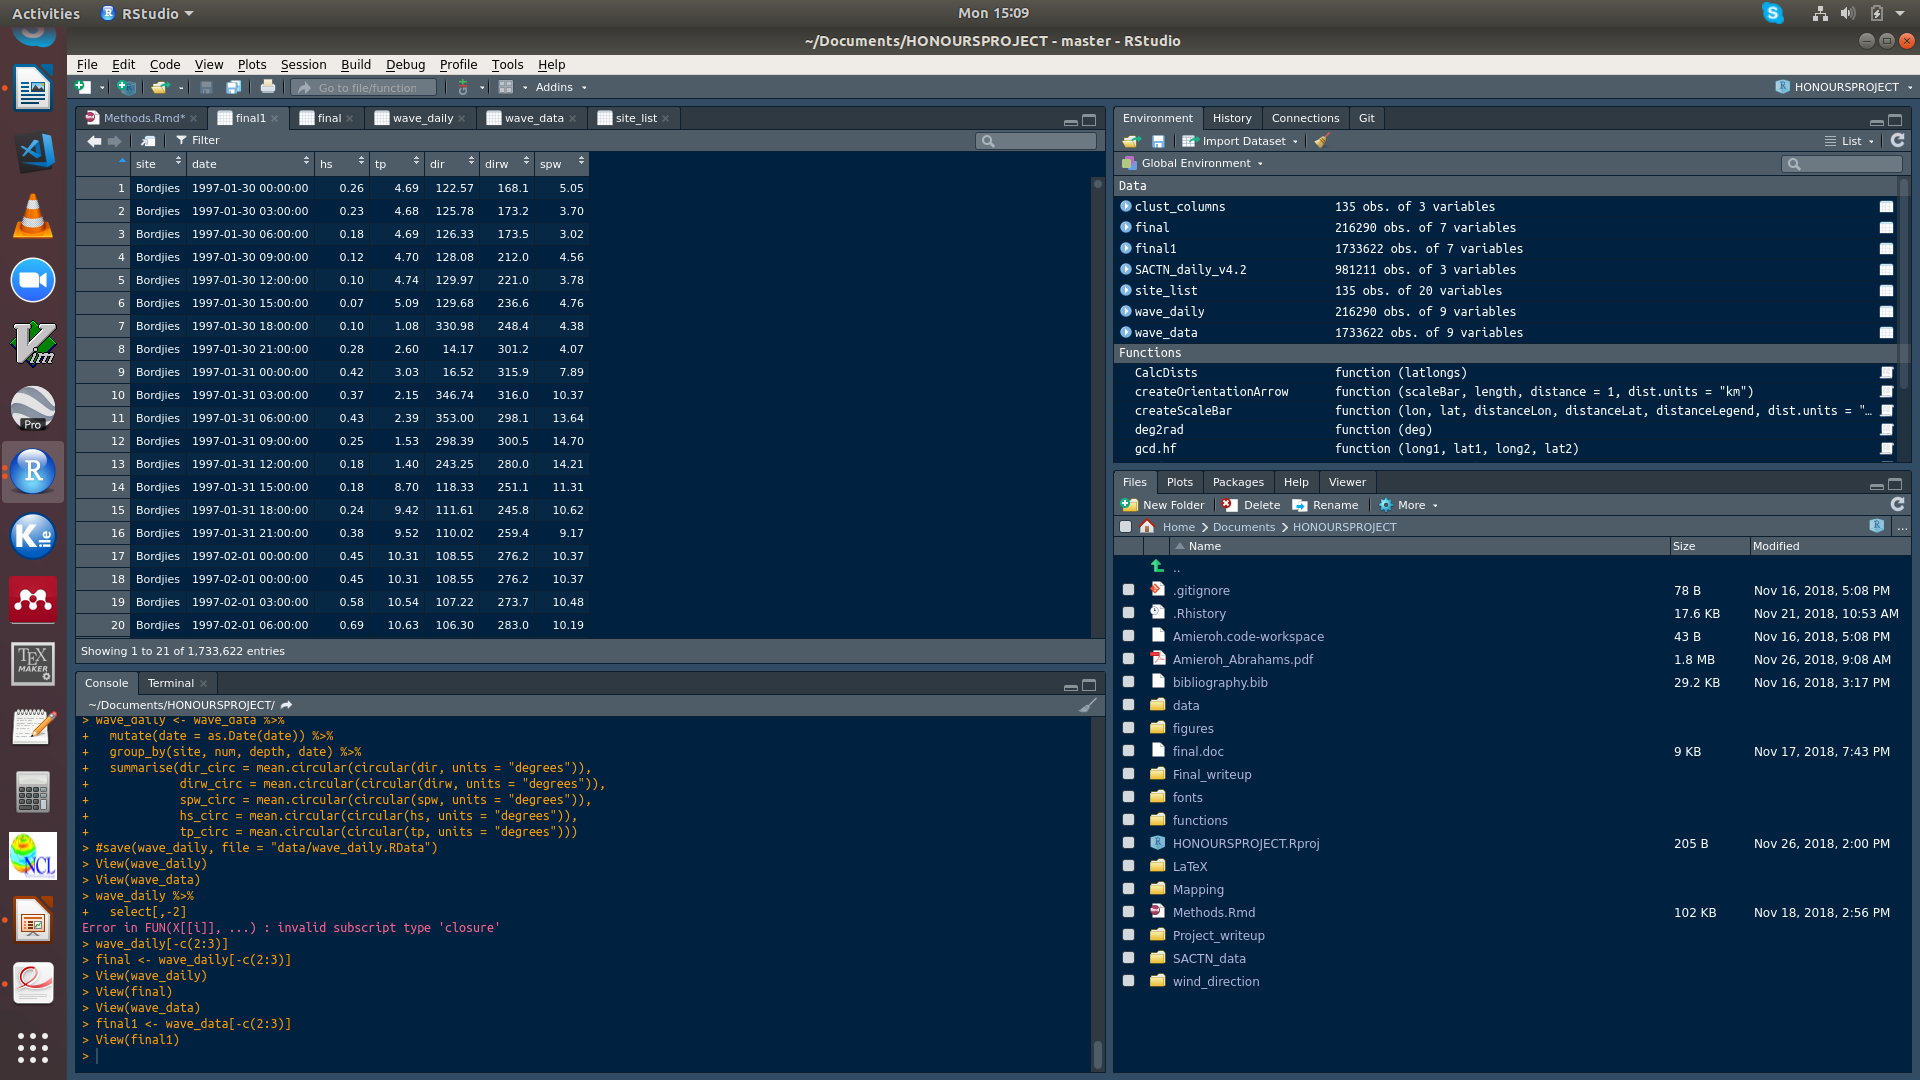 Activities RStudio Mon 15:09
~/Documents/HONOURSPROJECT - master - RStudio
File Edit Code View Plots Session Build Debug Profile Tools Help
Go to file/function Addins HONOURSPROJECT
Methods.Rmd* final1 final wave_daily wave_data site_list
Filter
site date hs tp dir dirw spw
1 Bordjies 1997-01-30 00:00:00 0.26 4.69 122.57 168.1 5.05
2 Bordjies 1997-01-30 03:00:00 0.23 4.68 125.78 173.2 3.70
3 Bordjies 1997-01-30 06:00:00 0.18 4.69 126.33 173.5 3.02
4 Bordjies 1997-01-30 09:00:00 0.12 4.70 128.08 212.0 4.56
5 Bordjies 1997-01-30 12:00:00 0.10 4.74 129.97 221.0 3.78
6 Bordjies 1997-01-30 15:00:00 0.07 5.09 129.68 236.6 4.76
7 Bordjies 1997-01-30 18:00:00 0.10 1.08 330.98 248.4 4.38
8 Bordjies 1997-01-30 21:00:00 0.28 2.60 14.17 301.2 4.07
9 Bordjies 1997-01-31 00:00:00 0.42 3.03 16.52 315.9 7.89
10 Bordjies 1997-01-31 03:00:00 0.37 2.15 346.74 316.0 10.37
11 Bordjies 1997-01-31 06:00:00 0.43 2.39 353.00 298.1 13.64
12 Bordjies 1997-01-31 09:00:00 0.25 1.53 298.39 300.5 14.70
13 Bordjies 1997-01-31 12:00:00 0.18 1.40 243.25 280.0 14.21
14 Bordjies 1997-01-31 15:00:00 0.18 8.70 118.33 251.1 11.31
15 Bordjies 1997-01-31 18:00:00 0.24 9.42 111.61 245.8 10.62
16 Bordjies 1997-01-31 21:00:00 0.38 9.52 110.02 259.4 9.17
17 Bordjies 1997-02-01 00:00:00 0.45 10.31 108.55 276.2 10.37
18 Bordjies 1997-02-01 00:00:00 0.45 10.31 108.55 276.2 10.37
19 Bordjies 1997-02-01 03:00:00 0.58 10.54 107.22 273.7 10.48
20 Bordjies 1997-02-01 06:00:00 0.69 10.63 106.30 283.0 10.19
Showing 1 to 21 of 1,733,622 entries
Console Terminal
~/Documents/HONOURSPROJECT/
> wave_daily <- wave_data %>%
+   mutate(date = as.Date(date)) %>%
+   group_by(site, num, depth, date) %>%
+   summarise(dir_circ = mean.circular(circular(dir, units = "degrees")),
+             dirw_circ = mean.circular(circular(dirw, units = "degrees")),
+             spw_circ = mean.circular(circular(spw, units = "degrees")),
+             hs_circ = mean.circular(circular(hs, units = "degrees")),
+             tp_circ = mean.circular(circular(tp, units = "degrees")))
> #save(wave_daily, file = "data/wave_daily.RData")
> View(wave_daily)
> View(wave_data)
> wave_daily %>%
+   select[,-2]
Error in FUN(X[[i]], ...) : invalid subscript type 'closure'
> wave_daily[-c(2:3)]
> final <- wave_daily[-c(2:3)]
> View(wave_daily)
> View(final)
> View(wave_data)
> final1 <- wave_data[-c(2:3)]
> View(final1)
>
Environment History Connections Git
Import Dataset List
Global Environment
Data
clust_columns 135 obs. of 3 variables
final 216290 obs. of 7 variables
final1 1733622 obs. of 7 variables
SACTN_daily_v4.2 981211 obs. of 3 variables
site_list 135 obs. of 20 variables
wave_daily 216290 obs. of 9 variables
wave_data 1733622 obs. of 9 variables
Functions
CalcDists function (latlongs)
createOrientationArrow function (scaleBar, length, distance = 1, dist.units = "km")
createScaleBar function (lon, lat, distanceLon, distanceLat, distanceLegend, dist.units = "…
deg2rad function (deg)
gcd.hf function (long1, lat1, long2, lat2)
Files Plots Packages Help Viewer
New Folder Delete Rename More
Home Documents HONOURSPROJECT ...
Name Size Modified
..
.gitignore 78 B Nov 16, 2018, 5:08 PM
.Rhistory 17.6 KB Nov 21, 2018, 10:53 AM
Amieroh.code-workspace 43 B Nov 16, 2018, 5:08 PM
Amieroh_Abrahams.pdf 1.8 MB Nov 26, 2018, 9:08 AM
bibliography.bib 29.2 KB Nov 16, 2018, 3:17 PM
data
figures
final.doc 9 KB Nov 17, 2018, 7:43 PM
Final_writeup
fonts
functions
HONOURSPROJECT.Rproj 205 B Nov 26, 2018, 2:00 PM
LaTeX
Mapping
Methods.Rmd 102 KB Nov 18, 2018, 2:56 PM
Project_writeup
SACTN_data
wind_direction
Vim
Pro
R
Kile
TEX
MAKER
NCL